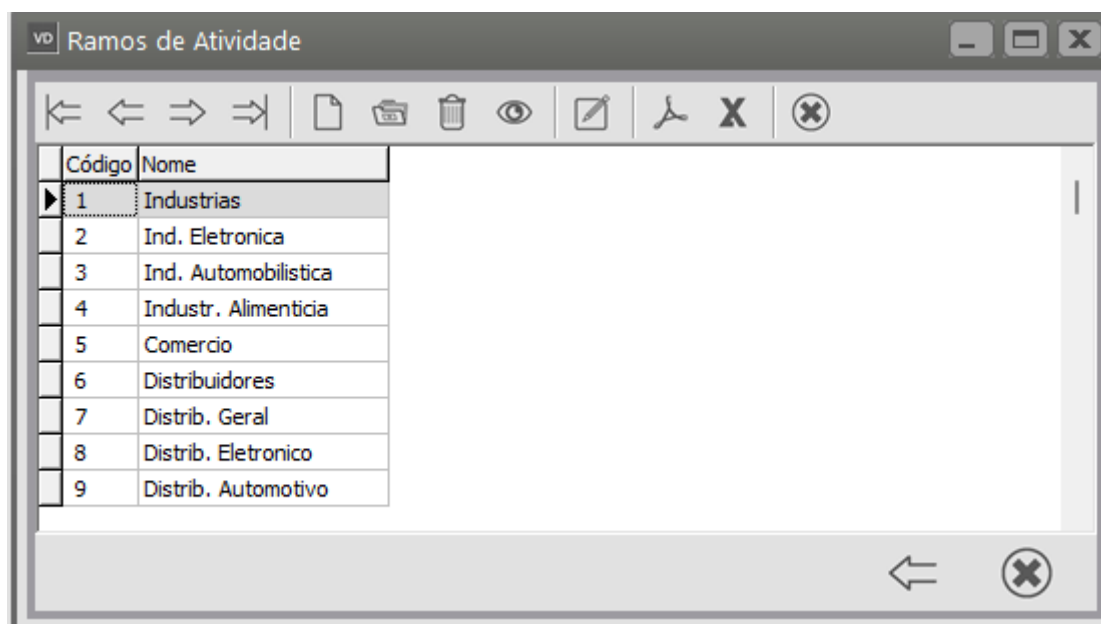 VD Ramos de Atividade
Código Nome
1 Industrias
2 Ind. Eletronica
3 Ind. Automobilistica
4 Industr. Alimenticia
5 Comercio
6 Distribuidores
7 Distrib. Geral
8 Distrib. Eletronico
9 Distrib. Automotivo